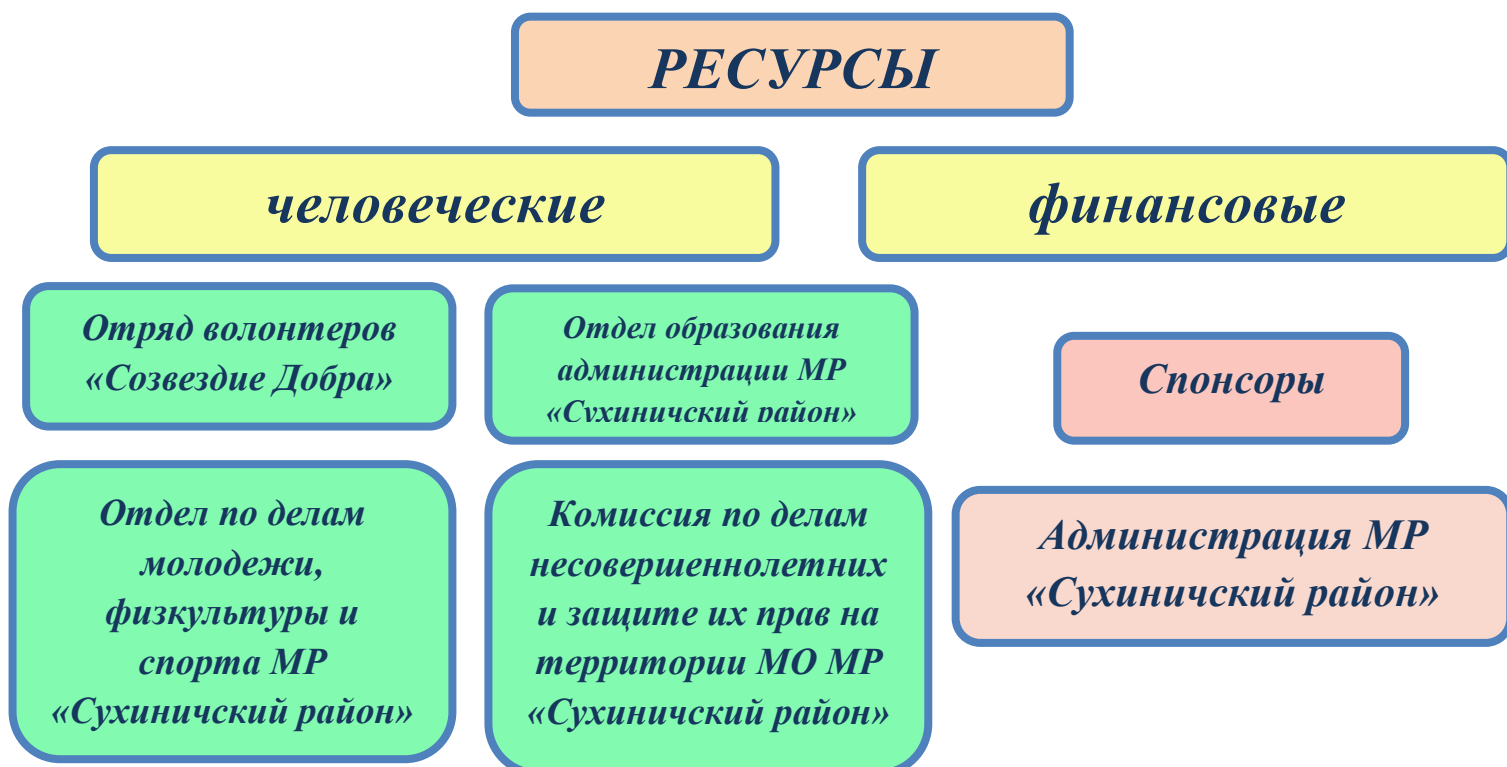 РЕСУРСЫ
человеческие
финансовые
Отряд волонтеров
«Созвездие Добра»
Отдел образования
администрации МР
«Сухиничский район»
Спонсоры
Отдел по делам
молодежи,
физкультуры и
спорта МР
«Сухиничский район»
Комиссия по делам
несовершеннолетних
и защите их прав на
территории МО МР
«Сухиничский район»
Администрация МР
«Сухиничский район»